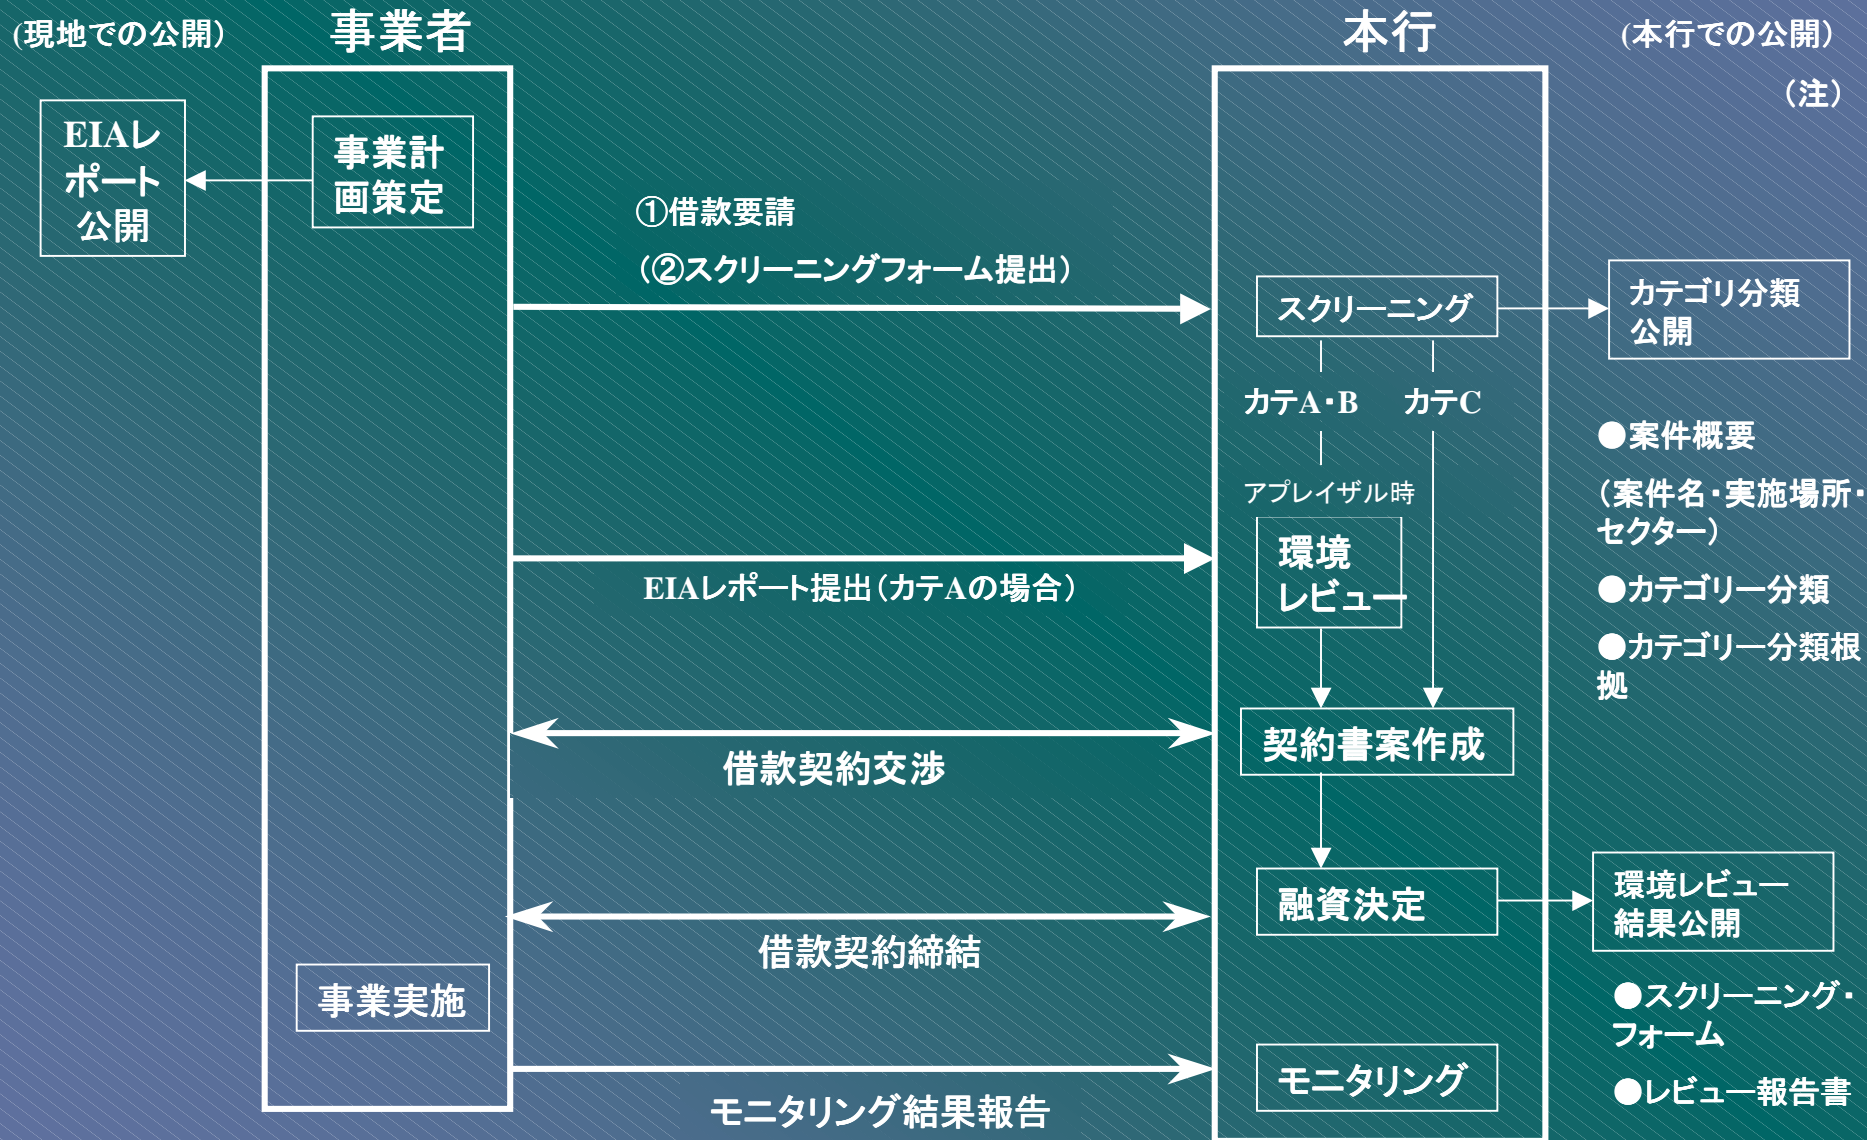 (現地での公開)
事業者
本行
(本行での公開)
(注)
EIAレ
ポート
公開
事業計
画策定
①借款要請
(②スクリーニングフォーム提出)
スクリーニング
カテゴリ分類
公開
カテA・B
カテC
●案件概要
(案件名・実施場所・
セクター)
アプレイザル時
環境
レビュー
EIAレポート提出(カテAの場合)
●カテゴリー分類
●カテゴリー分類根
拠
契約書案作成
借款契約交渉
融資決定
環境レビュー
結果公開
借款契約締結
事業実施
●スクリーニング・
フォーム
モニタリング
●レビュー報告書
モニタリング結果報告